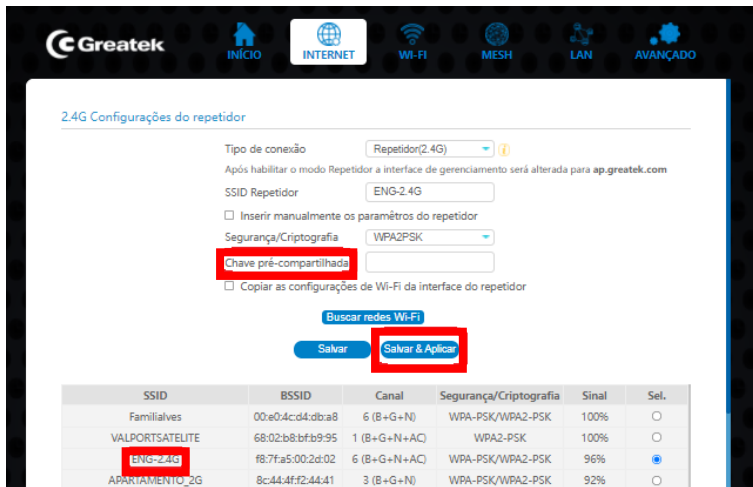 Greatek
INÍCIO INTERNET WI-FI MESH LAN AVANÇADO
2.4G Configurações do repetidor
Tipo de conexão Repetidor(2.4G)
Após habilitar o modo Repetidor a interface de gerenciamento será alterada para ap.greatek.com
SSID Repetidor ENG-2.4G
Inserir manualmente os paramêtros do repetidor
Segurança/Criptografia WPA2PSK
Chave pré-compartilhada
Copiar as configurações de Wi-Fi da interface do repetidor
Buscar redes Wi-Fi
Salvar Salvar & Aplicar
SSID BSSID Canal Segurança/Criptografia Sinal Sel.
Familialves 00:e0:4c:d4:db:a8 6 (B+G+N) WPA-PSK/WPA2-PSK 100%
VALPORTSATELITE 68:02:b8:bf:b9:95 1 (B+G+N+AC) WPA2-PSK 100%
ENG-2.4G f8:7f:a5:00:2d:02 6 (B+G+N+AC) WPA-PSK/WPA2-PSK 96%
APARTAMENTO_2G 8c:44:4f:f2:44:41 3 (B+G+N) WPA-PSK/WPA2-PSK 92%